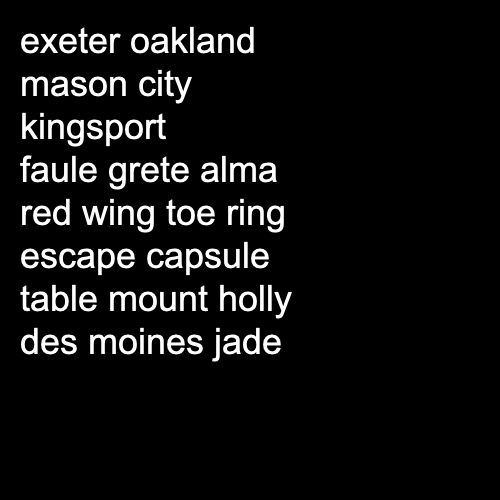 exeter oakland
mason city
kingsport
faule grete alma
red wing toe ring
escape capsule
table mount holly
des moines jade